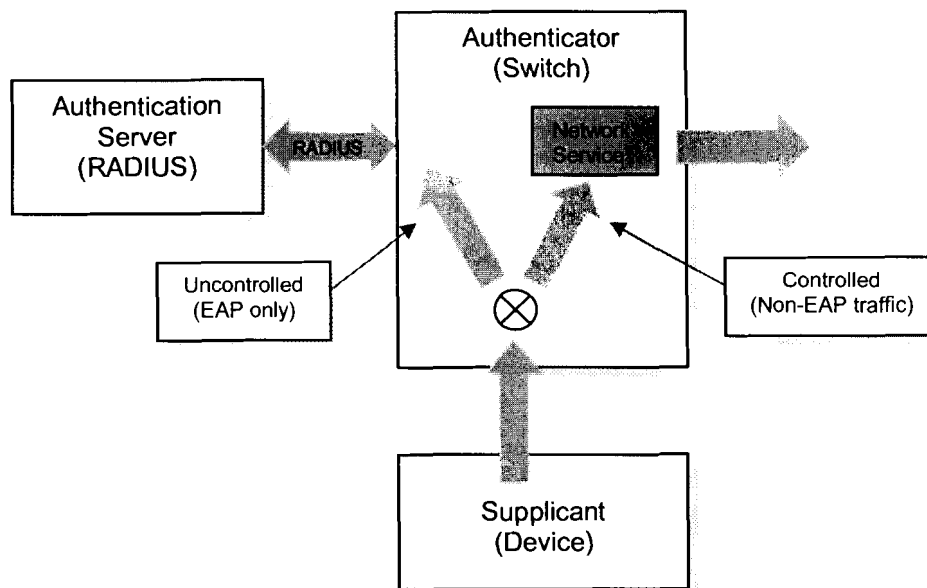 Authenticator
(Switch)
Authentication
Server
(RADIUS)
RADIUS
Network
Service
Uncontrolled
(EAP only)
Controlled
(Non-EAP traffic)
Supplicant
(Device)